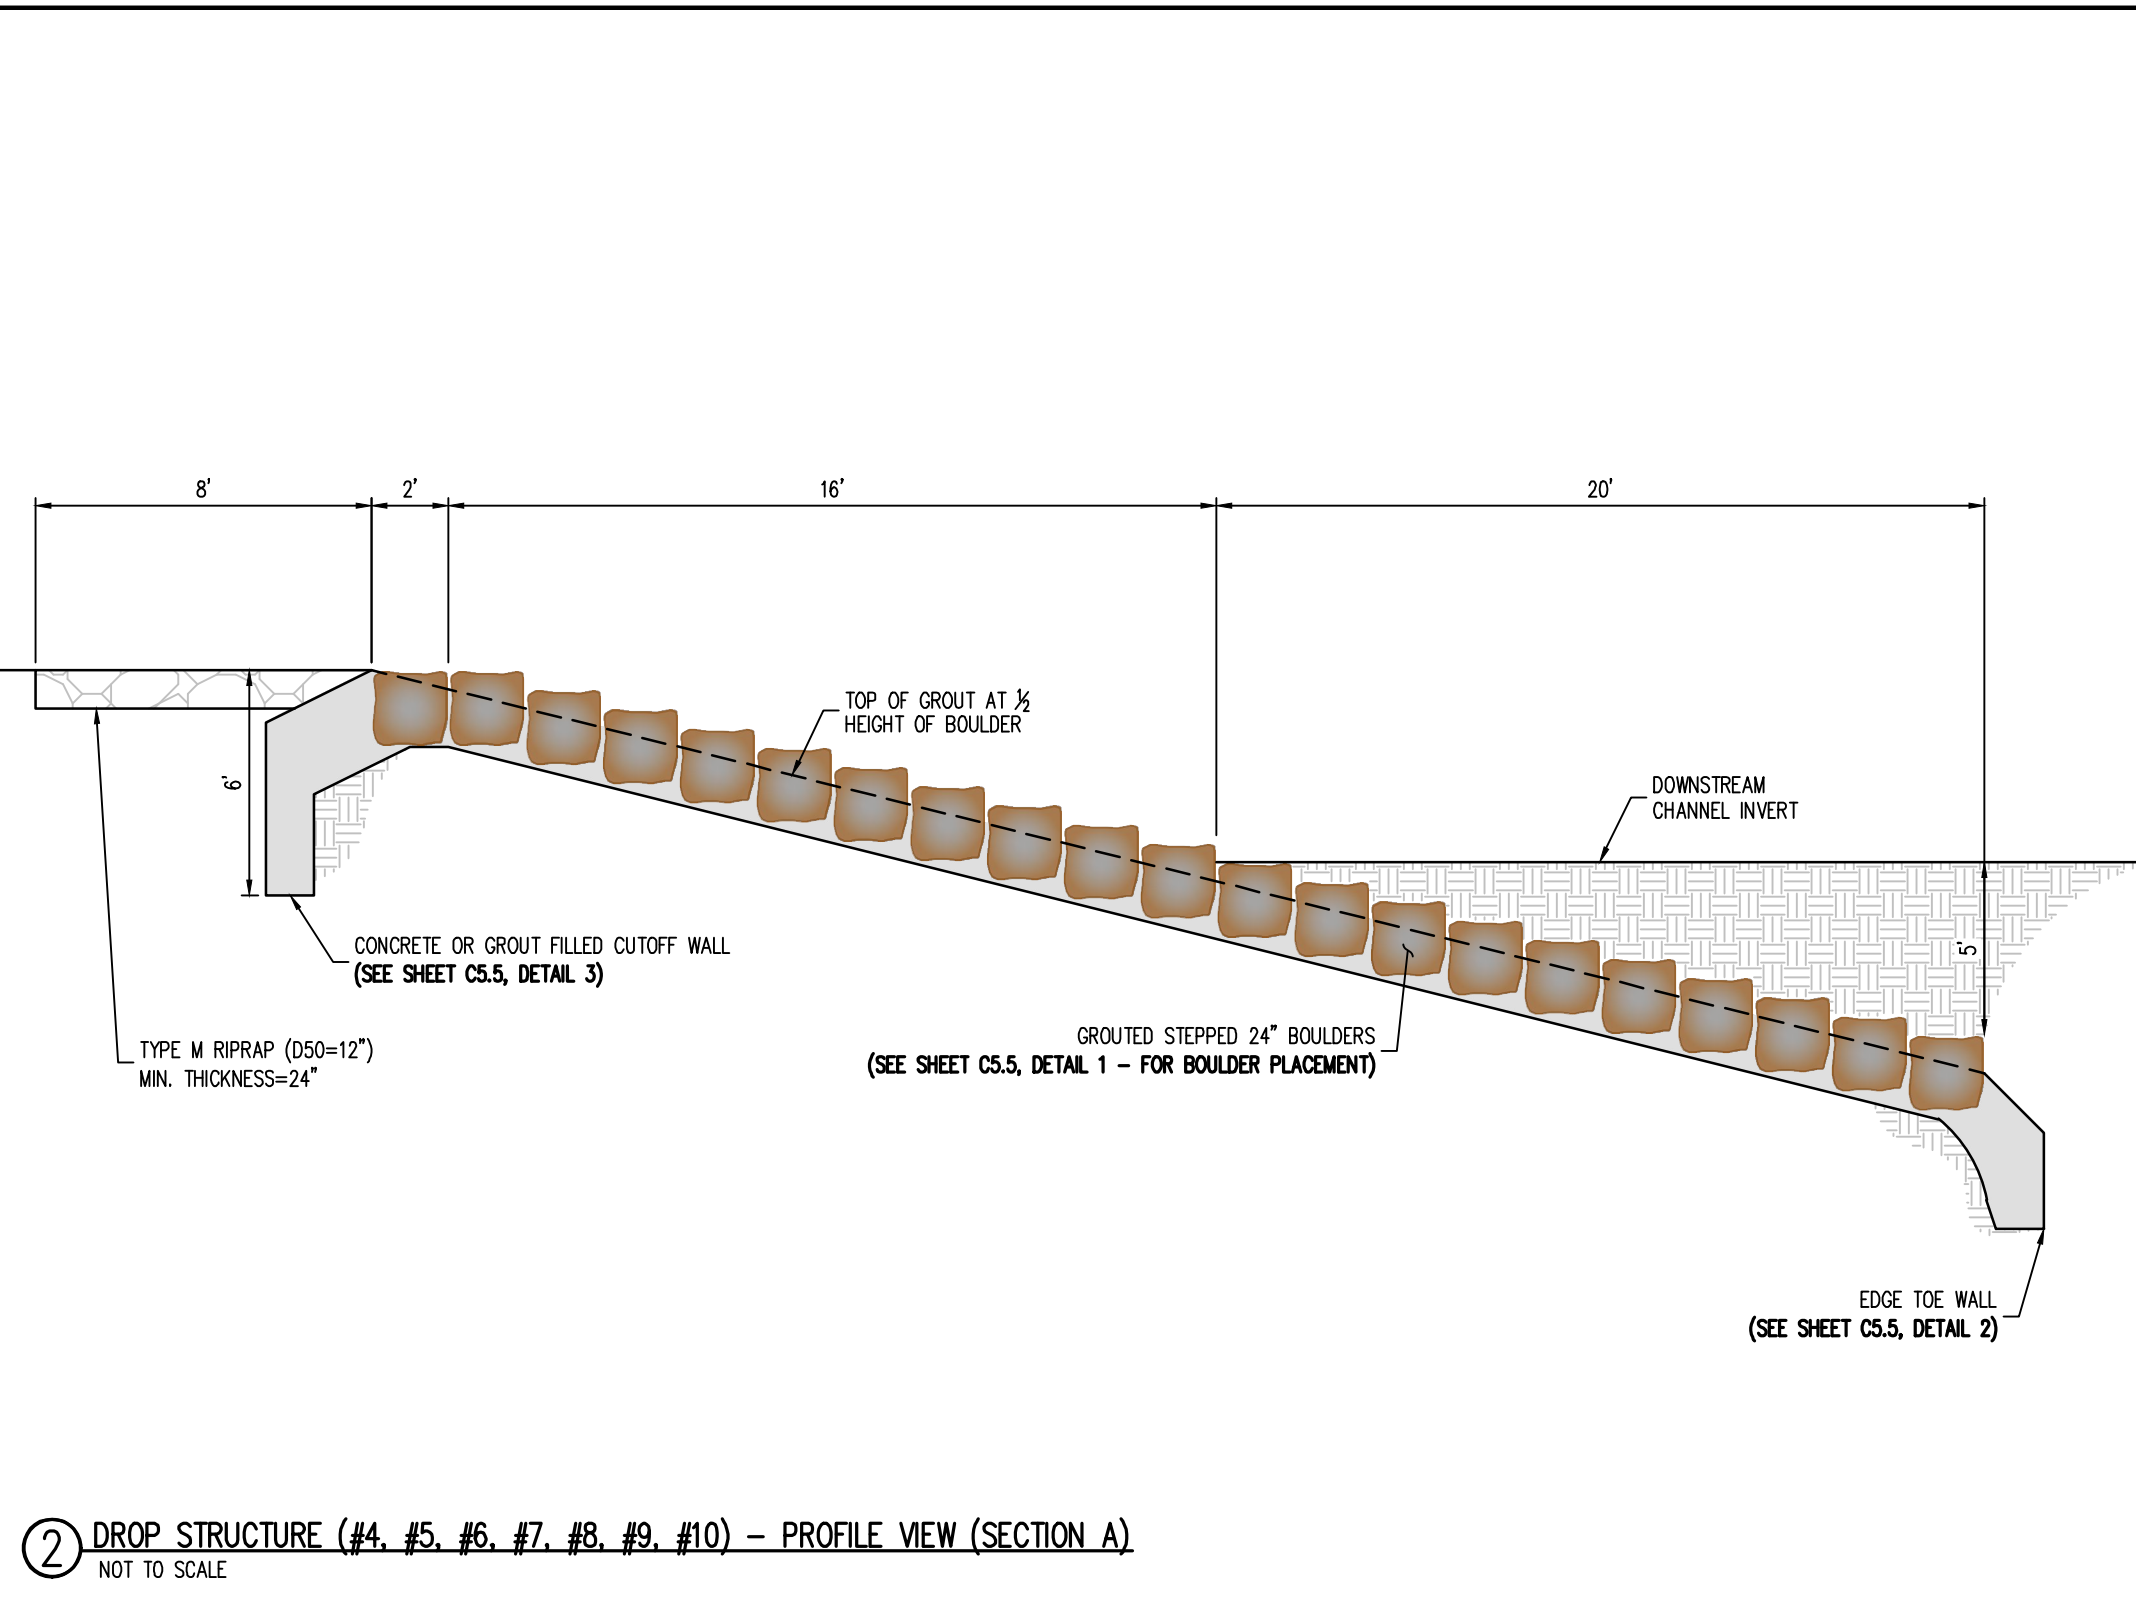 8'
2'
16'
20'
TOP OF GROUT AT ½
HEIGHT OF BOULDER
6'
DOWNSTREAM
CHANNEL INVERT
5'
CONCRETE OR GROUT FILLED CUTOFF WALL
(SEE SHEET C5.5, DETAIL 3)
GROUTED STEPPED 24" BOULDERS
(SEE SHEET C5.5, DETAIL 1 - FOR BOULDER PLACEMENT)
TYPE M RIPRAP (D50=12")
MIN. THICKNESS=24"
EDGE TOE WALL
(SEE SHEET C5.5, DETAIL 2)
2 DROP STRUCTURE (#4, #5, #6, #7, #8, #9, #10) - PROFILE VIEW (SECTION A)
NOT TO SCALE